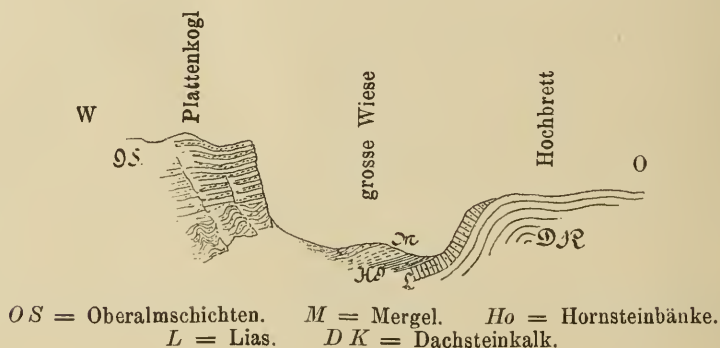 Plattenkogl
grosse Wiese
Hochbrett
W
O
OS.
M
DK
Ho
L
OS = Oberalmschichten. M = Mergel. Ho = Hornsteinbänke.
L = Lias. DK = Dachsteinkalk.